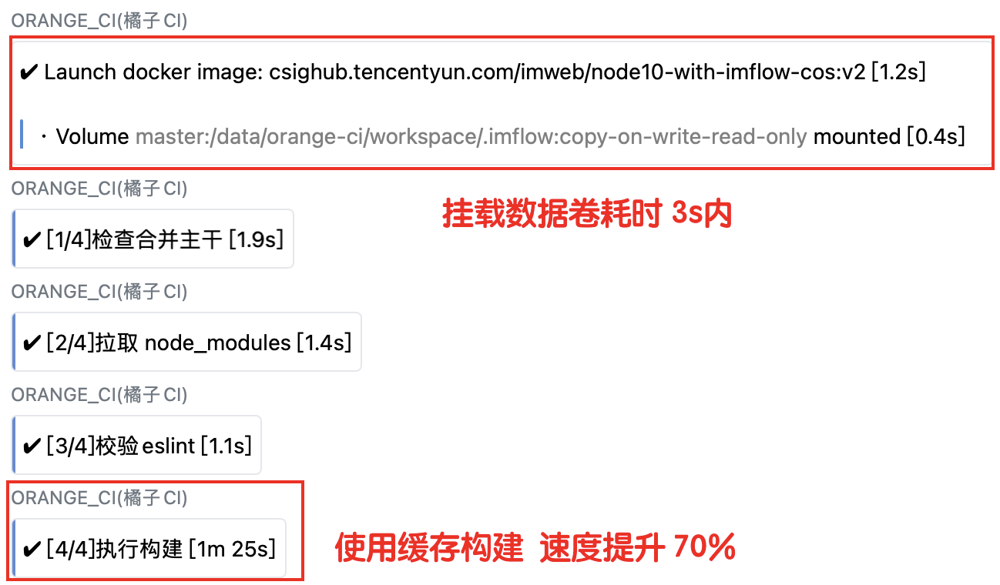 ORANGE_CI(橘子 CI)
✔ Launch docker image: csighub.tencentyun.com/imweb/node10-with-imflow-cos:v2 [1.2s]
· Volume master:/data/orange-ci/workspace/.imflow:copy-on-write-read-only mounted [0.4s]
ORANGE_CI(橘子 CI)
挂载数据卷耗时 3s内
✔ [1/4]检查合并主干 [1.9s]
ORANGE_CI(橘子 CI)
✔ [2/4]拉取 node_modules [1.4s]
ORANGE_CI(橘子 CI)
✔ [3/4]校验 eslint [1.1s]
ORANGE_CI(橘子 CI)
✔ [4/4]执行构建 [1m 25s]
使用缓存构建 速度提升 70%